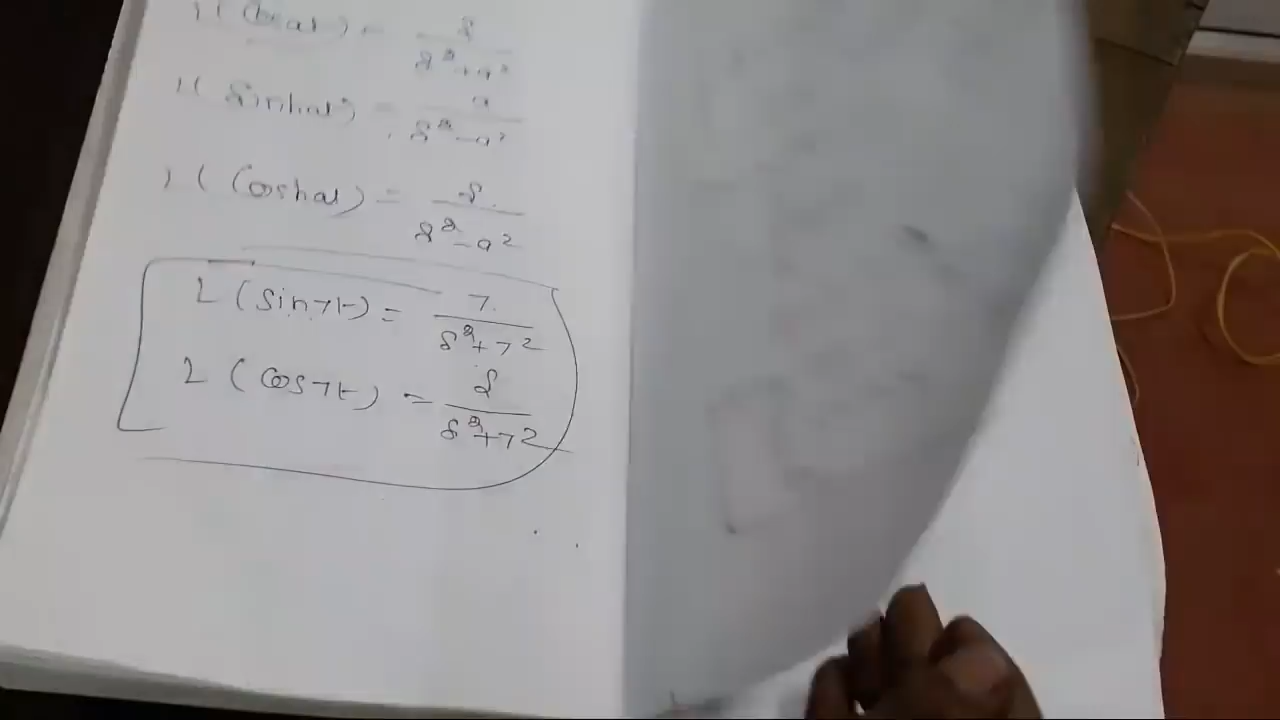 L(cosat) = s / s²+a²
L(sinhat) = a / s²-a²
L(coshat) = s / s²-a²
L(sin7t) = 7 / s²+7²
L(cos7t) = s / s²+7²